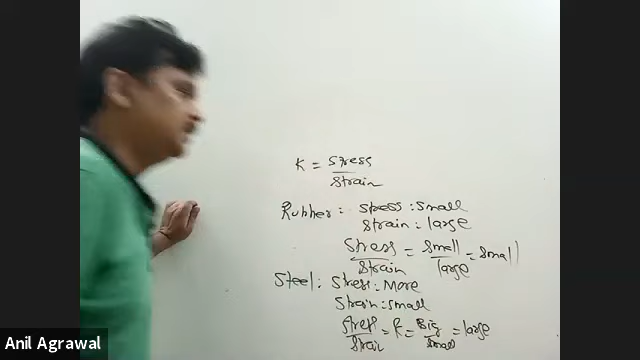 K = Stress / Strain
Rubber:- Stress: Small
Strain: large
Stress / Strain = Small / large = Small
Steel: Stress: More
Strain: Small
Stress / Strain = K = Big / Small = large
Anil Agrawal